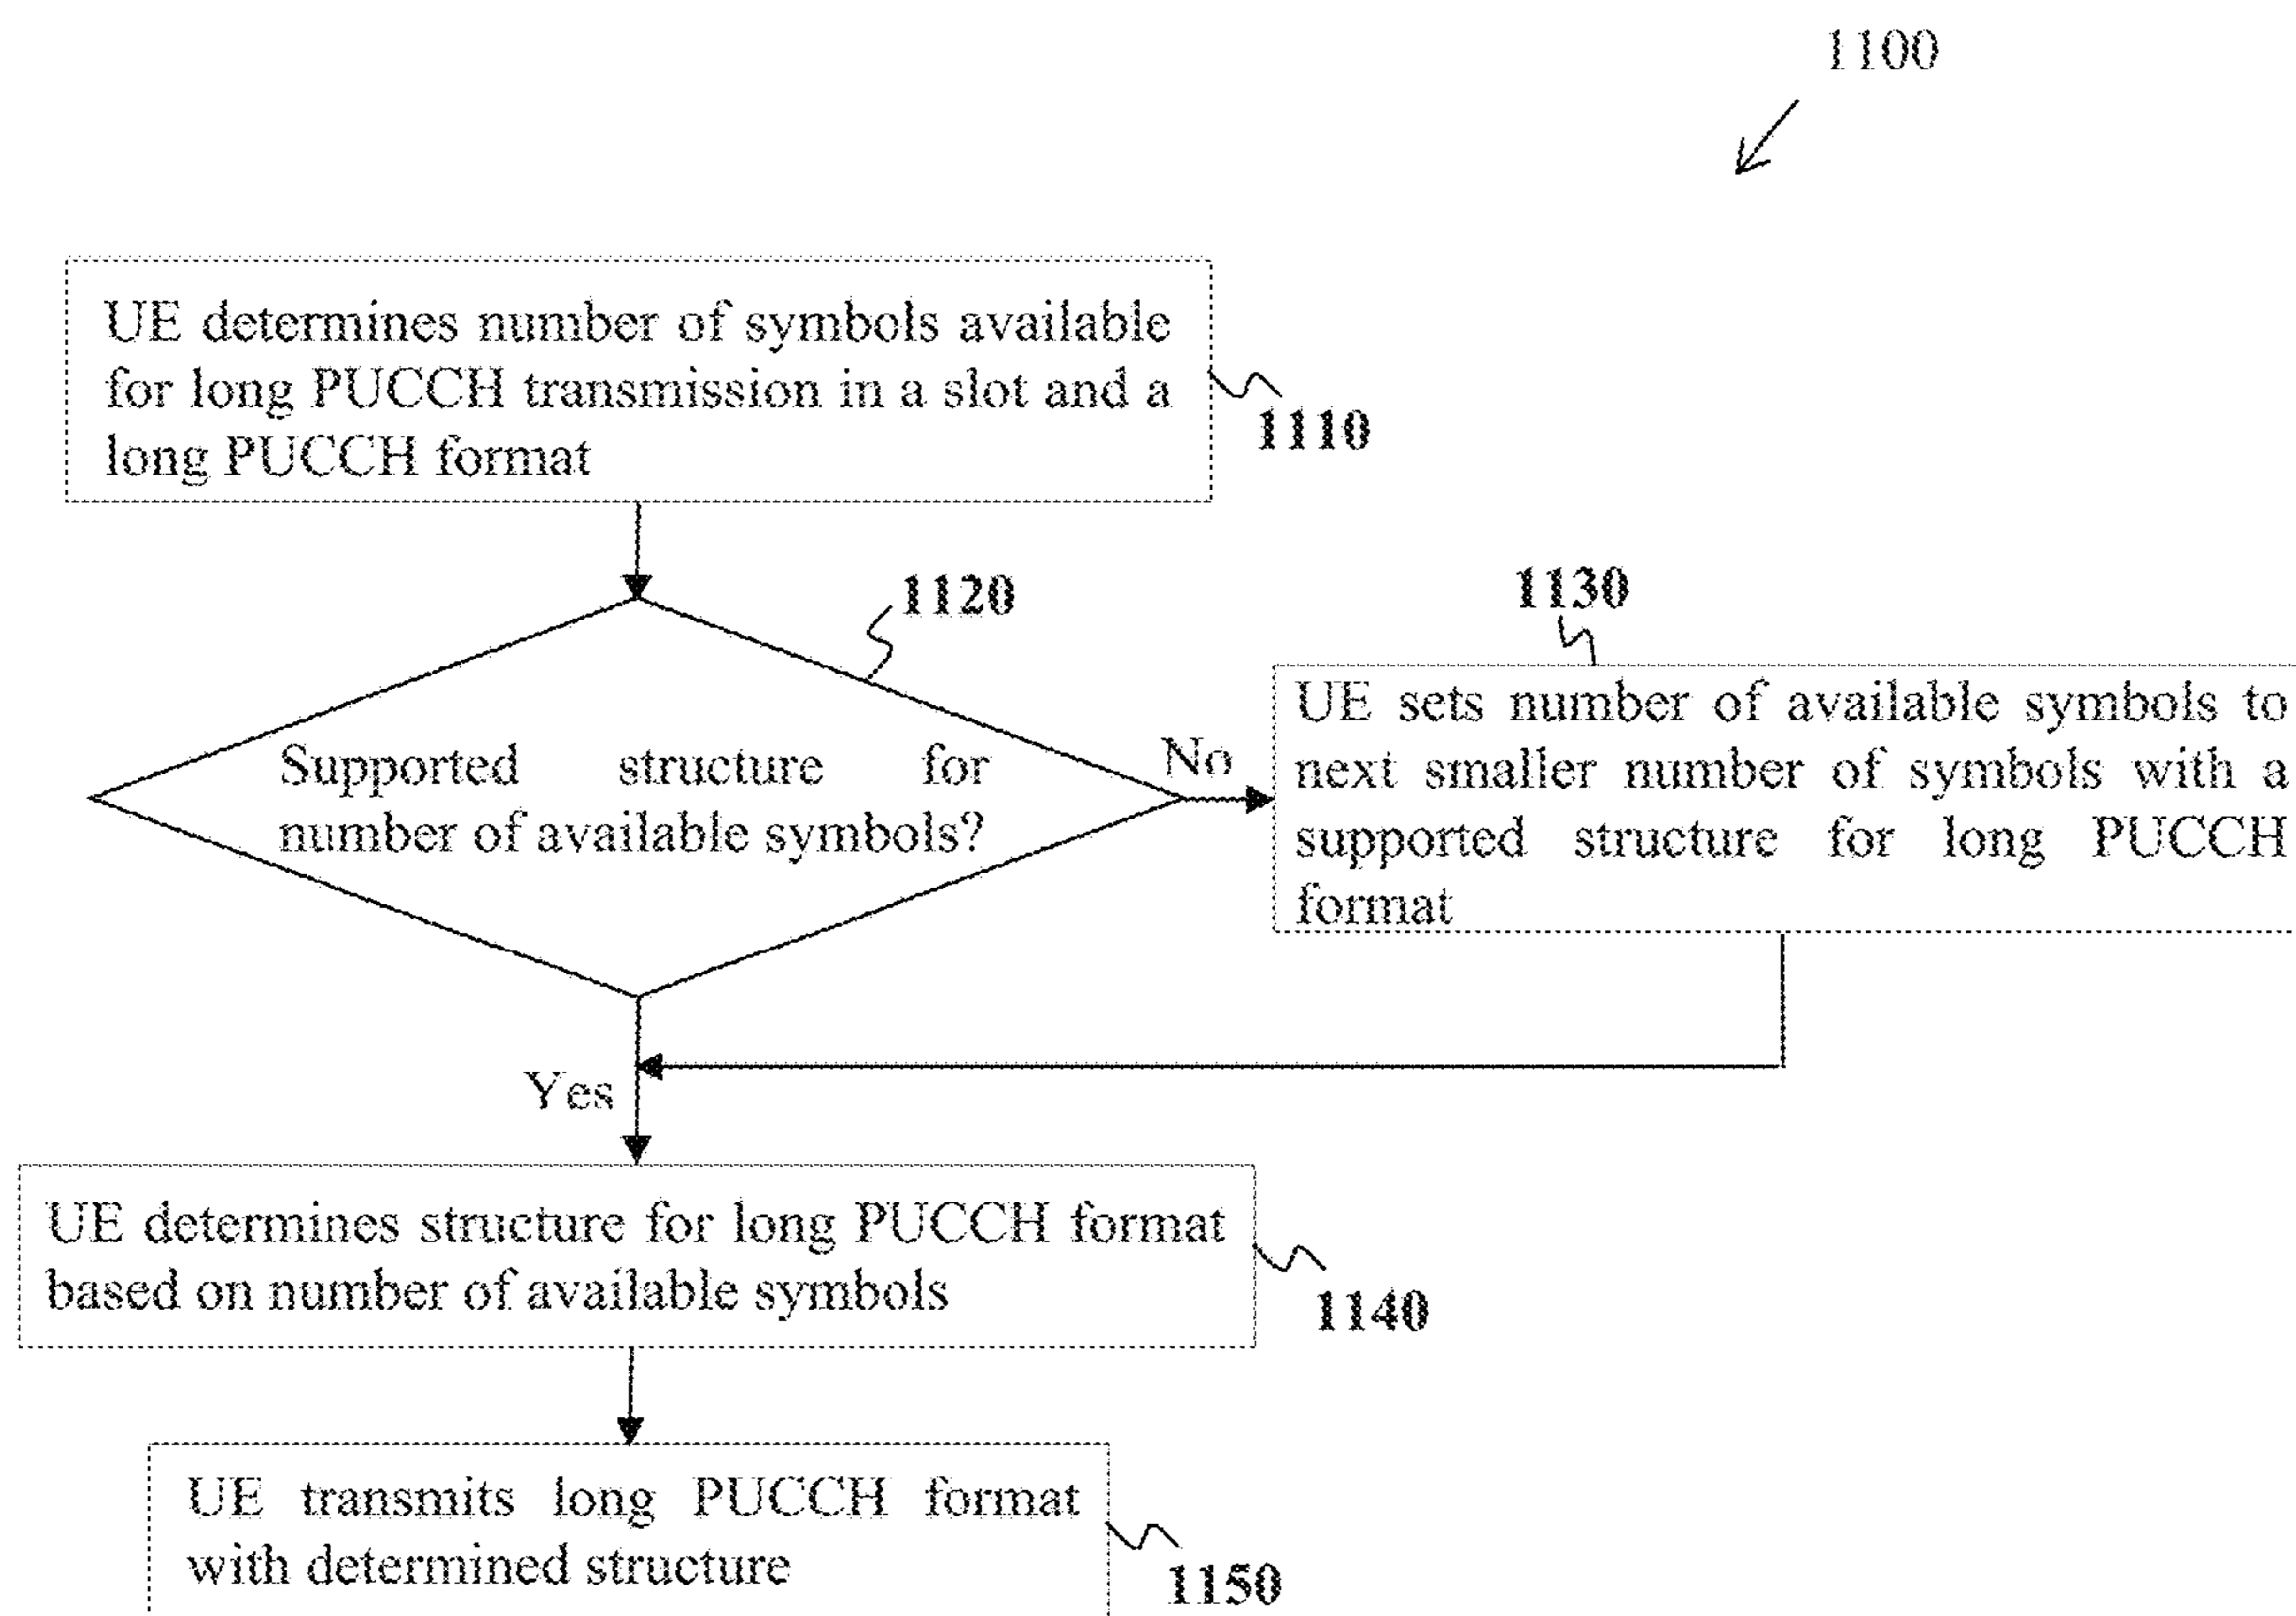 1100
UE determines number of symbols available
for long PUCCH transmission in a slot and a
long PUCCH format
1110
1120
Supported structure for
number of available symbols?
No
1130
UE sets number of available symbols to
next smaller number of symbols with a
supported structure for long PUCCH
format
Yes
UE determines structure for long PUCCH format
based on number of available symbols
1140
UE transmits long PUCCH format
with determined structure
1150